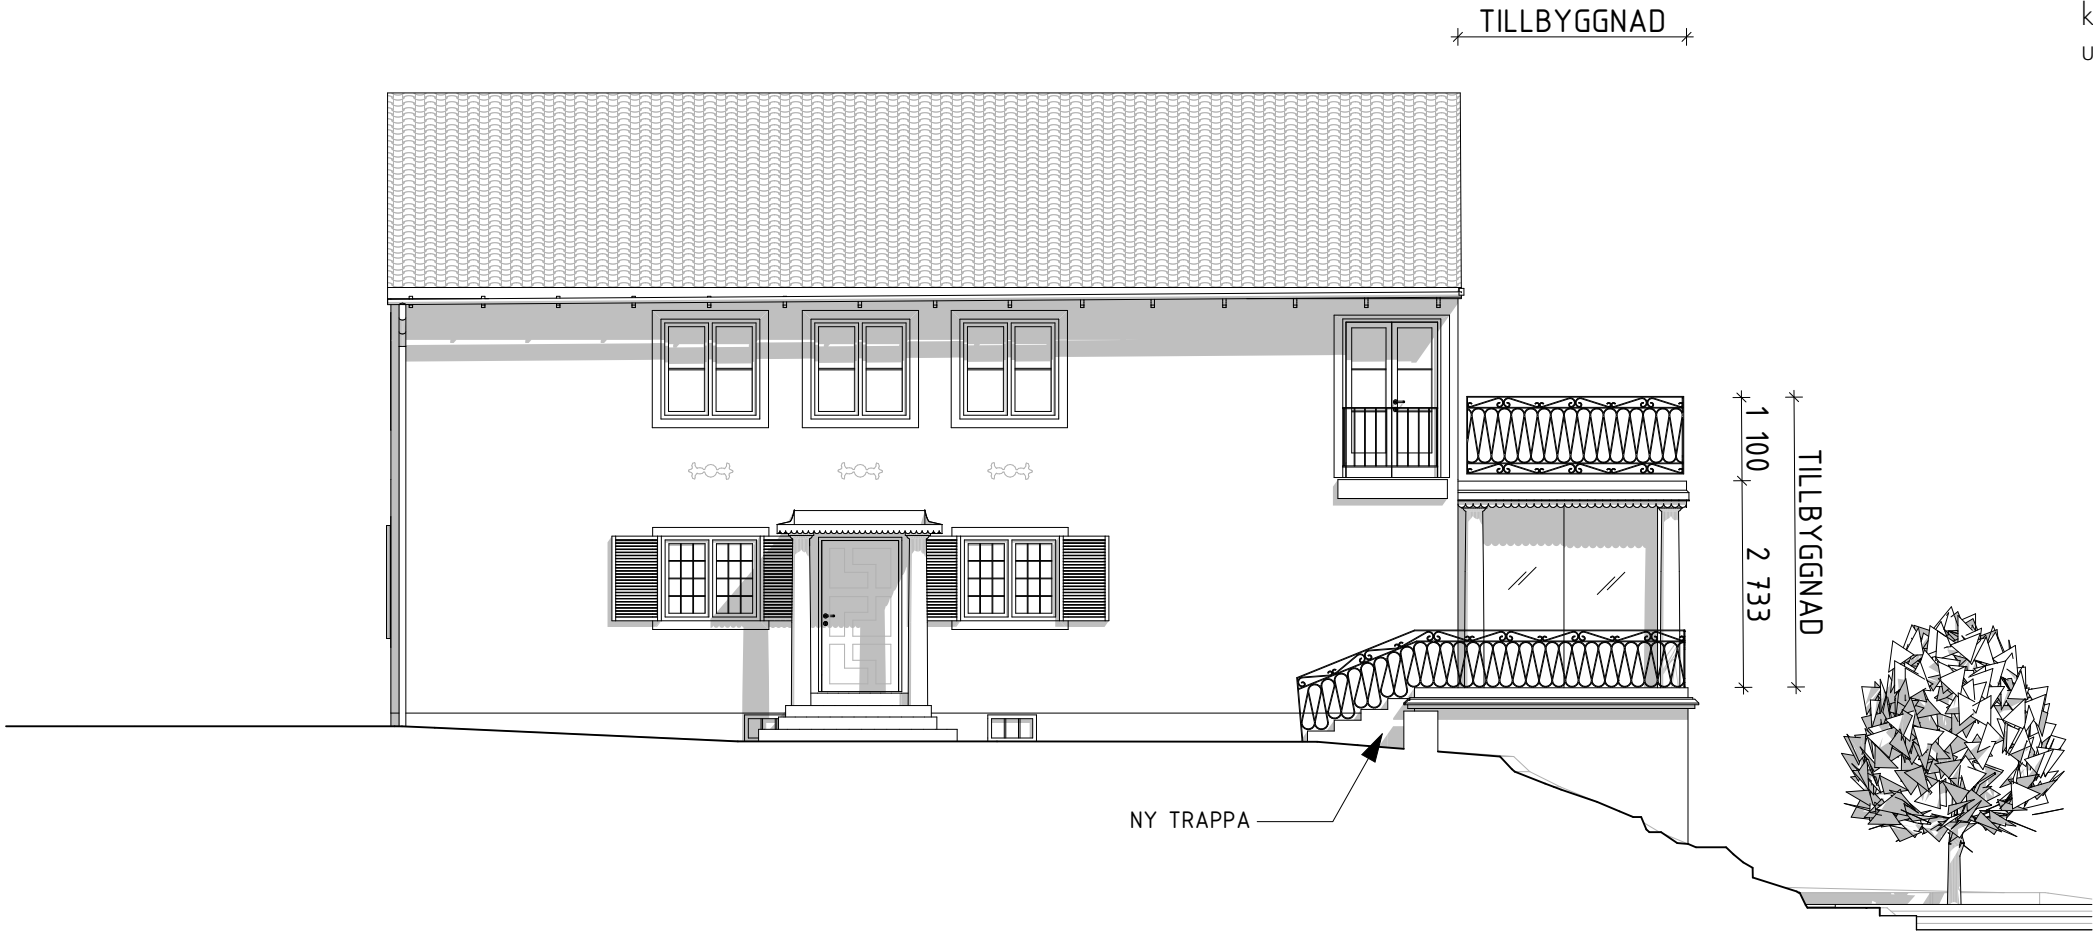 TILLBYGGNAD
k
u
1 100
2 733
TILLBYGGNAD
NY TRAPPA